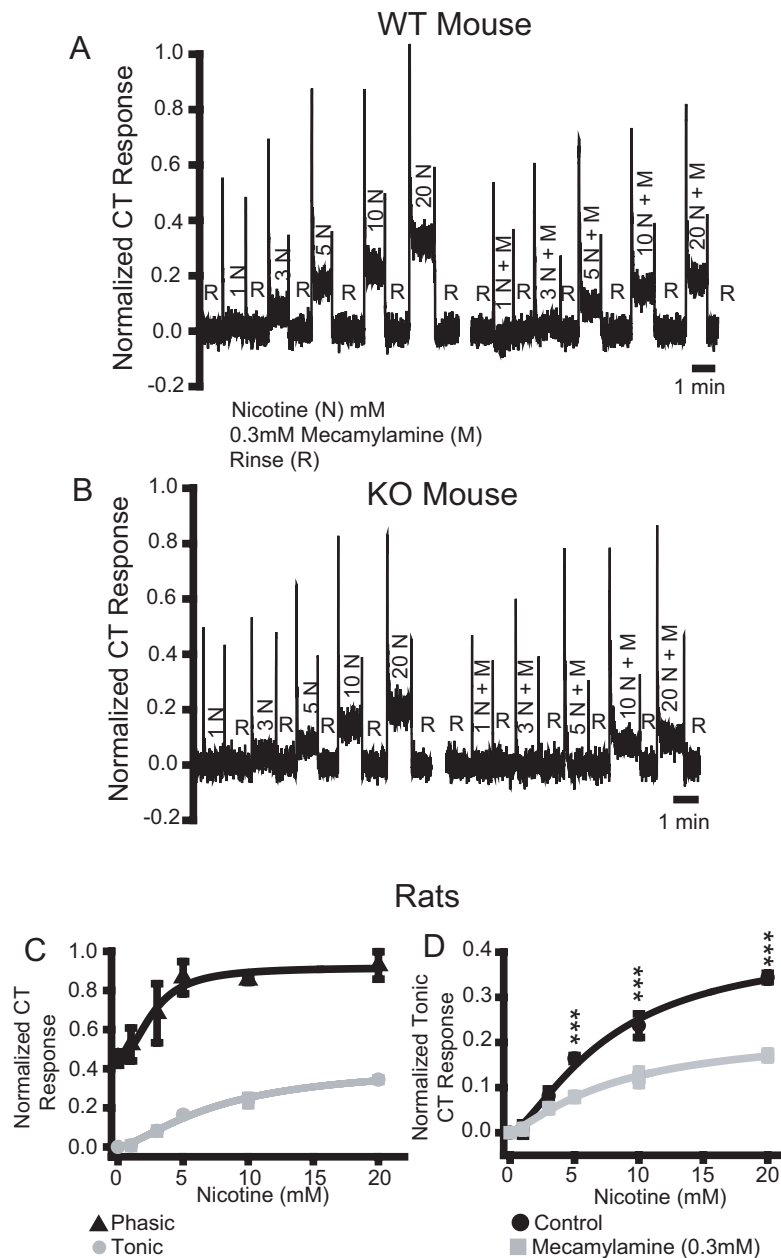 WT Mouse
A
Normalized CT Response
1.0
0.8
0.6
0.4
0.2
0.0
-0.2
R
1 N
R
3 N
R
5 N
R
10 N
R
20 N
R
R
1 N + M
R
3 N + M
R
5 N + M
R
10 N + M
R
20 N + M
R
1 min
Nicotine (N) mM
0.3mM Mecamylamine (M)
Rinse (R)
B
KO Mouse
Normalized CT Response
1.0
0.8
0.6
0.4
0.2
0.0
-0.2
1 N
R
3 N
R
5 N
R
10 N
R
20 N
R
R
1 N + M
R
3 N + M
R
5 N + M
R
10 N + M
R
20 N + M
R
1 min
Rats
C
Normalized CT
Response
1.0
0.8
0.6
0.4
0.2
0.0
0 5 10 15 20
Nicotine (mM)
Phasic
Tonic
D
Normalized Tonic
CT Response
0.4
0.3
0.2
0.1
0.0
***
***
***
0 5 10 15 20
Nicotine (mM)
Control
Mecamylamine (0.3mM)